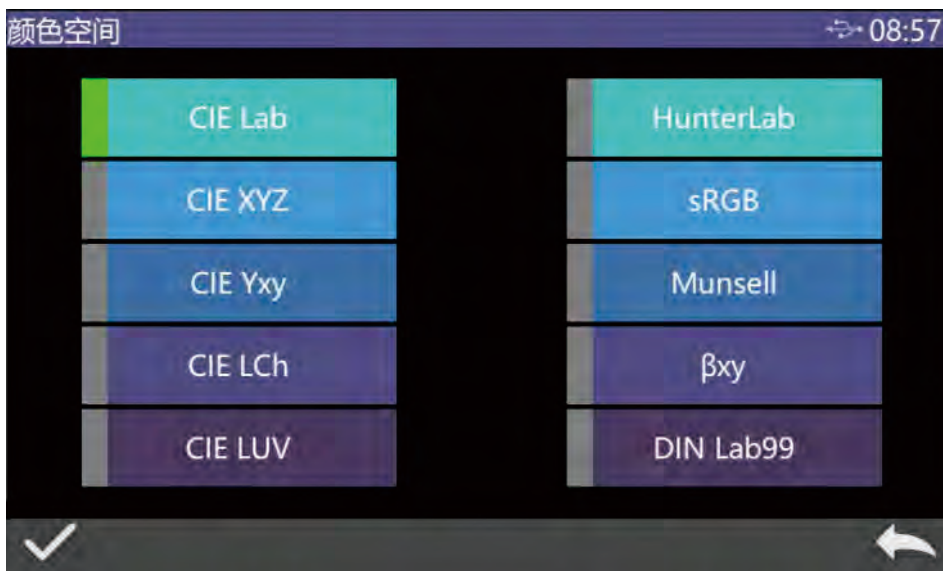 颜色空间 08:57
CIE Lab
CIE XYZ
CIE Yxy
CIE LCh
CIE LUV
HunterLab
sRGB
Munsell
βxy
DIN Lab99